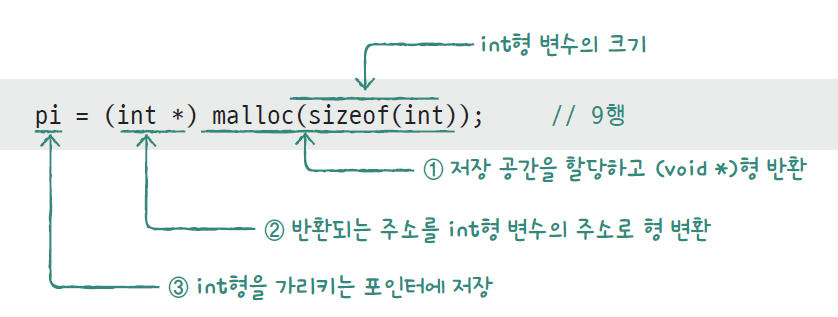 int형 변수의 크기
pi = (int *) malloc(sizeof(int)); // 9행
① 저장 공간을 할당하고 (void *)형 반환
② 반환되는 주소를 int형 변수의 주소로 형 변환
③ int형을 가리키는 포인터에 저장